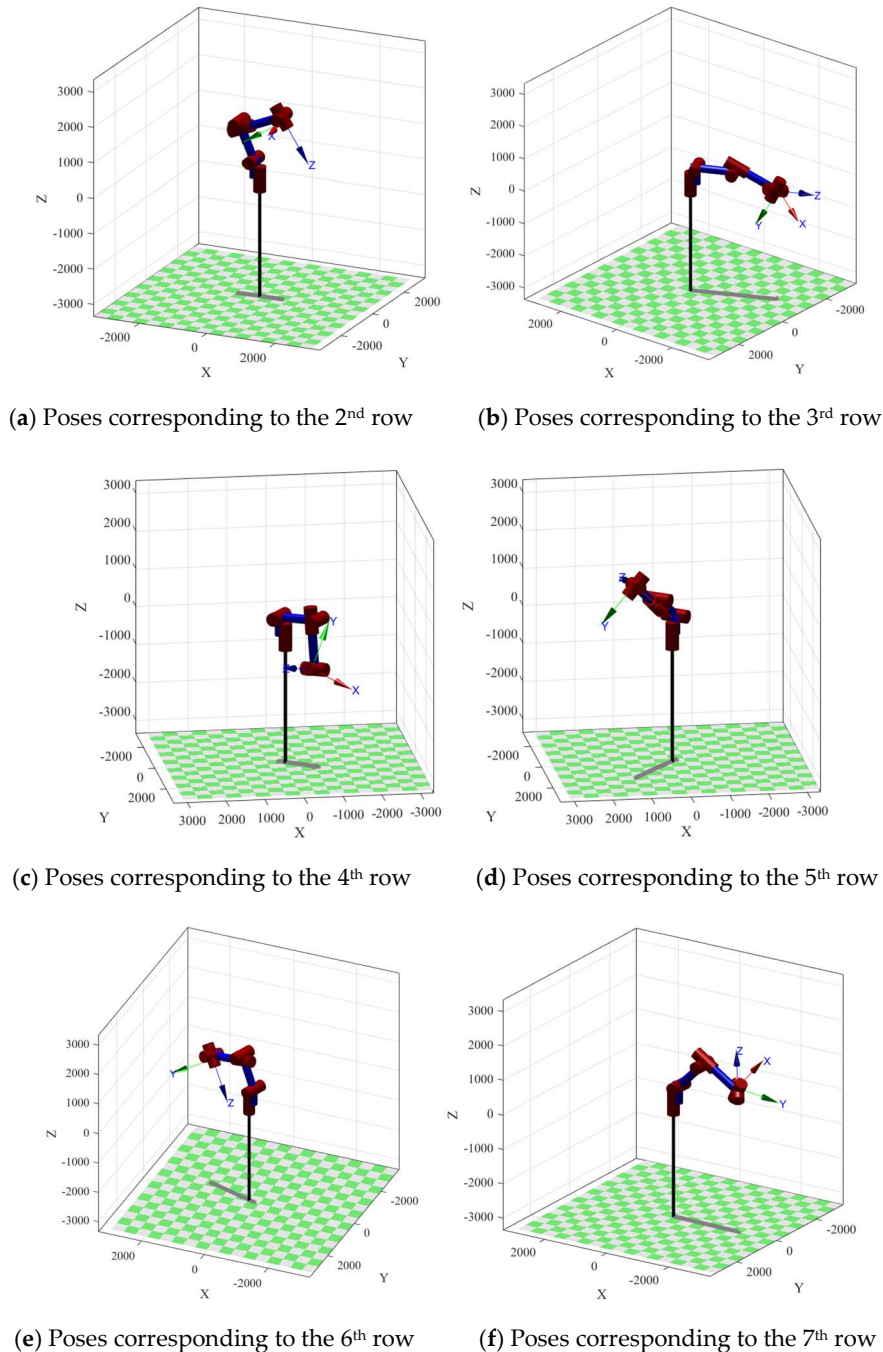 3000
2000
1000
0
-1000
-2000
-3000
Z
X
Z
-2000
0
2000
X
-2000
0
2000
Y
3000
2000
1000
0
-1000
-2000
-3000
Z
Z
Y
X
2000
0
-2000
X
2000
0
-2000
Y
(a) Poses corresponding to the 2nd row
(b) Poses corresponding to the 3rd row
3000
2000
1000
0
-1000
-2000
-3000
Z
Y
Z
X
-2000
0
2000
Y
3000 2000 1000 0 -1000 -2000 -3000
X
3000
2000
1000
0
-1000
-2000
-3000
Z
Z
Y
-2000
0
2000
Y
3000 2000 1000 0 -1000 -2000 -3000
X
(c) Poses corresponding to the 4th row
(d) Poses corresponding to the 5th row
3000
2000
1000
0
-1000
-2000
-3000
Z
Y
Z
2000
0
-2000
X
-2000
0
2000
Y
3000
2000
1000
0
-1000
-2000
-3000
Z
Z
X
Y
2000
0
-2000
X
-2000
0
2000
Y
(e) Poses corresponding to the 6th row
(f) Poses corresponding to the 7th row